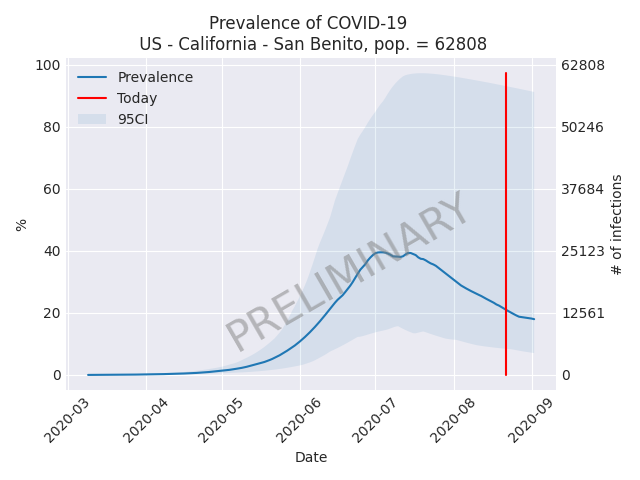 Prevalence of COVID-19
US - California - San Benito, pop. = 62808
Prevalence
Today
95CI
100
80
60
40
20
0
%
62808
50246
37684
25123
12561
0
# of infections
PRELIMINARY
2020-03
2020-04
2020-05
2020-06
2020-07
2020-08
2020-09
Date